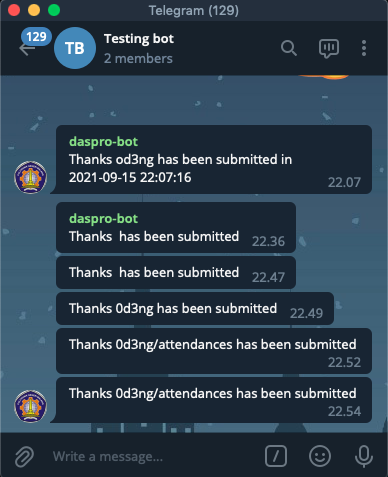 Telegram (129)
129
TB
Testing bot
2 members
daspro-bot
Thanks od3ng has been submitted in
2021-09-15 22:07:16
22.07
daspro-bot
Thanks  has been submitted
22.36
Thanks  has been submitted
22.47
Thanks 0d3ng has been submitted
22.49
Thanks 0d3ng/attendances has been submitted
22.52
Thanks 0d3ng/attendances has been submitted
22.54
Write a message...